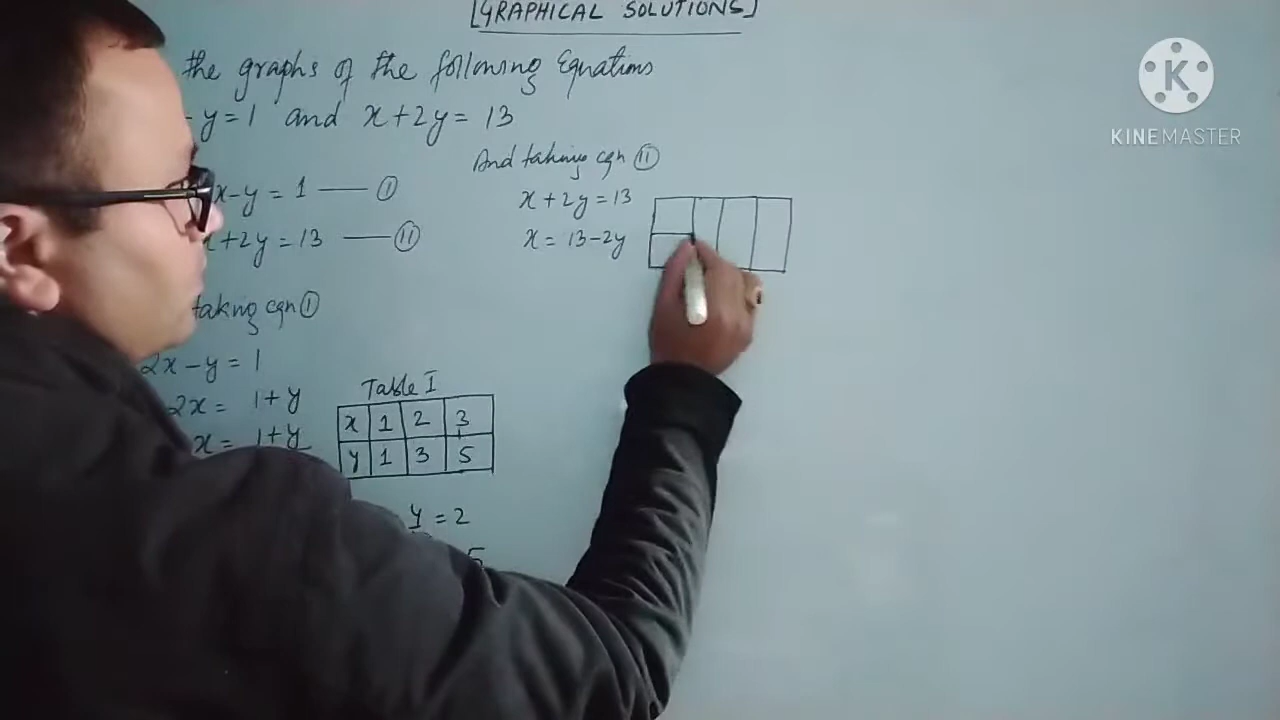 [GRAPHICAL SOLUTIONS]
the graphs of the following Equations
-y=1 and x+2y=13
x-y=1 —— (I)
x+2y=13 —— (II)
taking eqn (I)
2x-y=1
2x= 1+y
x= 1+y
Table I
x 1 2 3
y 1 3 5
y=2
5
And taking eqn (II)
x+2y=13
x=13-2y
K
KINEMASTER